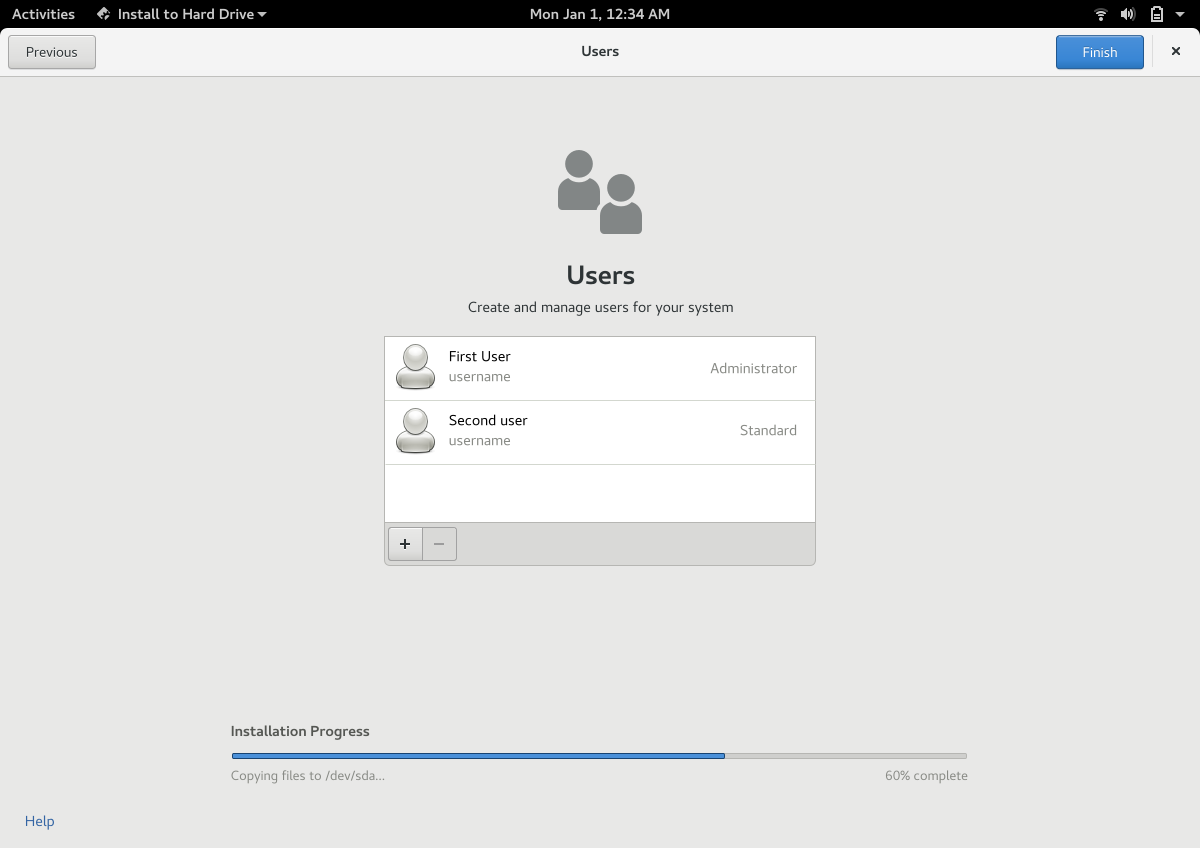 Activities Install to Hard Drive Mon Jan 1, 12:34 AM
Previous Users Finish
Users
Create and manage users for your system
First User
username
Administrator
Second user
username
Standard
Installation Progress
Copying files to /dev/sda... 60% complete
Help